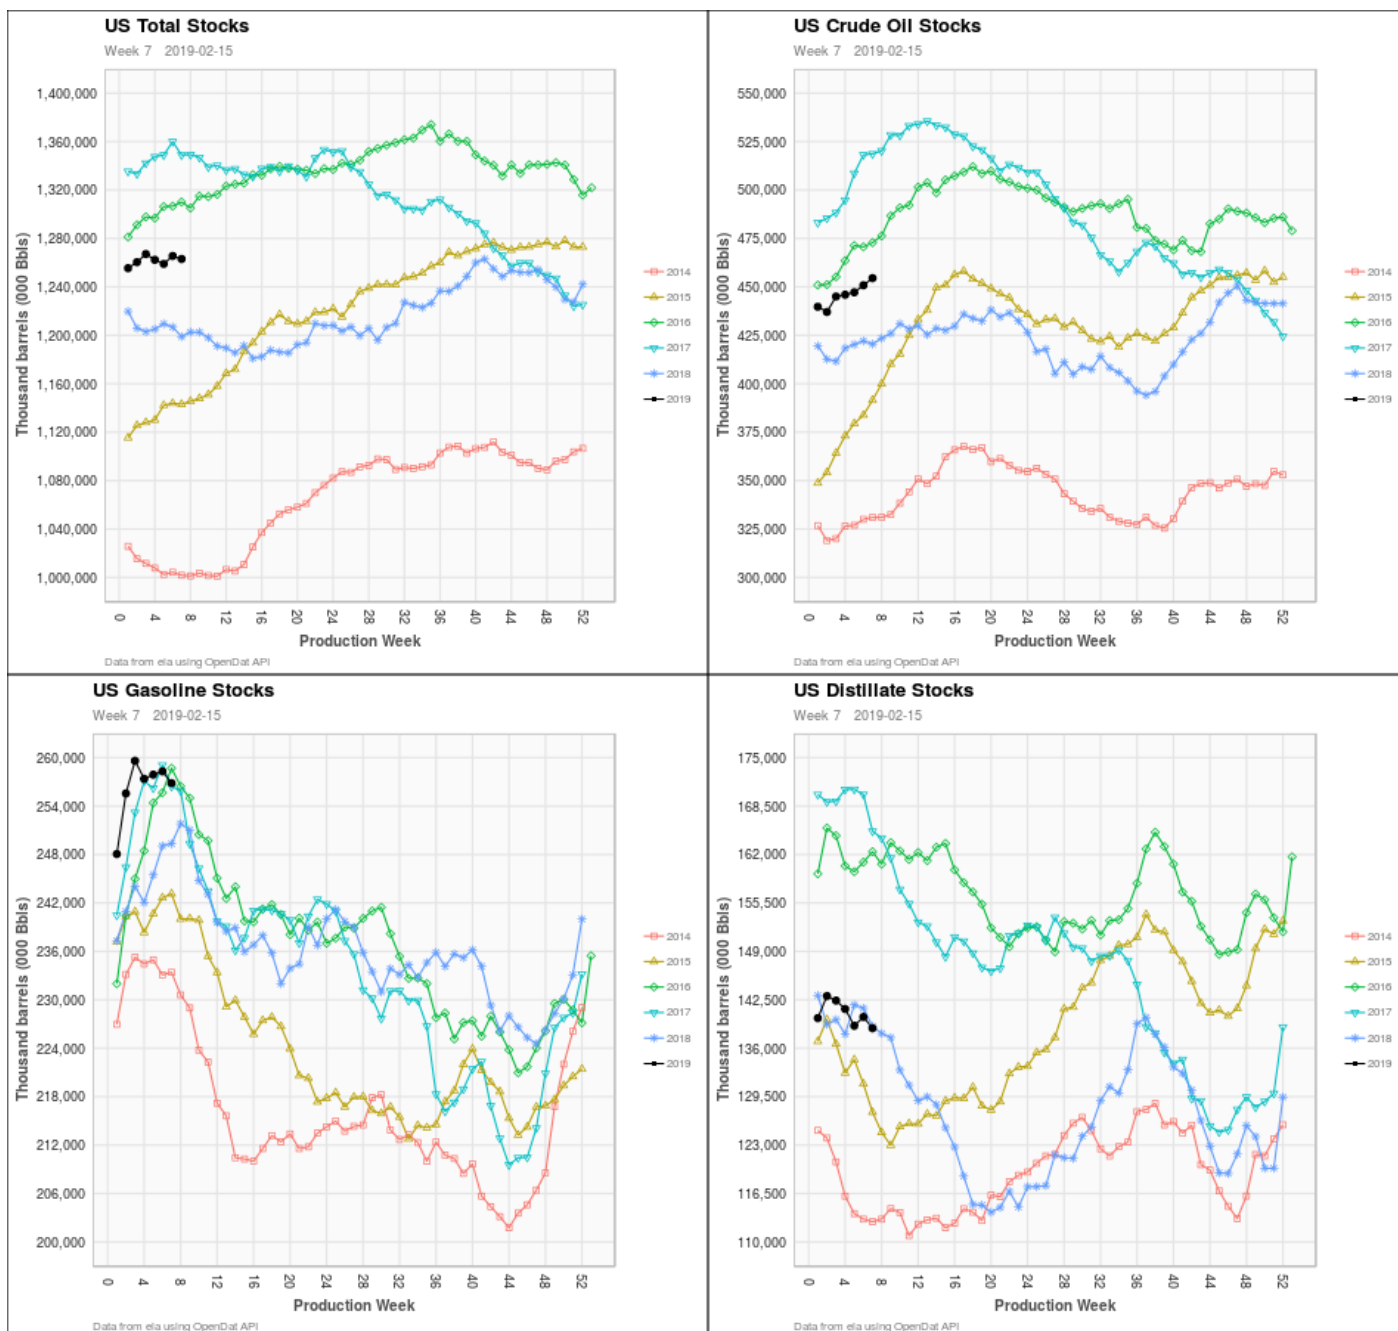 US Total Stocks
Week 7 2019-02-15
Thousand barrels (000 Bbls)
1,400,000
1,360,000
1,320,000
1,280,000
1,240,000
1,200,000
1,160,000
1,120,000
1,080,000
1,040,000
1,000,000
0 4 8 12 16 20 24 28 32 36 40 44 48 52
Production Week
2014
2015
2016
2017
2018
2019
Data from eia using OpenDat API
US Crude Oil Stocks
Week 7 2019-02-15
Thousand barrels (000 Bbls)
550,000
525,000
500,000
475,000
450,000
425,000
400,000
375,000
350,000
325,000
300,000
0 4 8 12 16 20 24 28 32 36 40 44 48 52
Production Week
2014
2015
2016
2017
2018
2019
Data from eia using OpenDat API
US Gasoline Stocks
Week 7 2019-02-15
Thousand barrels (000 Bbls)
260,000
254,000
248,000
242,000
236,000
230,000
224,000
218,000
212,000
206,000
200,000
0 4 8 12 16 20 24 28 32 36 40 44 48 52
Production Week
2014
2015
2016
2017
2018
2019
Data from eia using OpenDat API
US Distillate Stocks
Week 7 2019-02-15
Thousand barrels (000 Bbls)
175,000
168,500
162,000
155,500
149,000
142,500
136,000
129,500
123,000
116,500
110,000
0 4 8 12 16 20 24 28 32 36 40 44 48 52
Production Week
2014
2015
2016
2017
2018
2019
Data from eia using OpenDat API